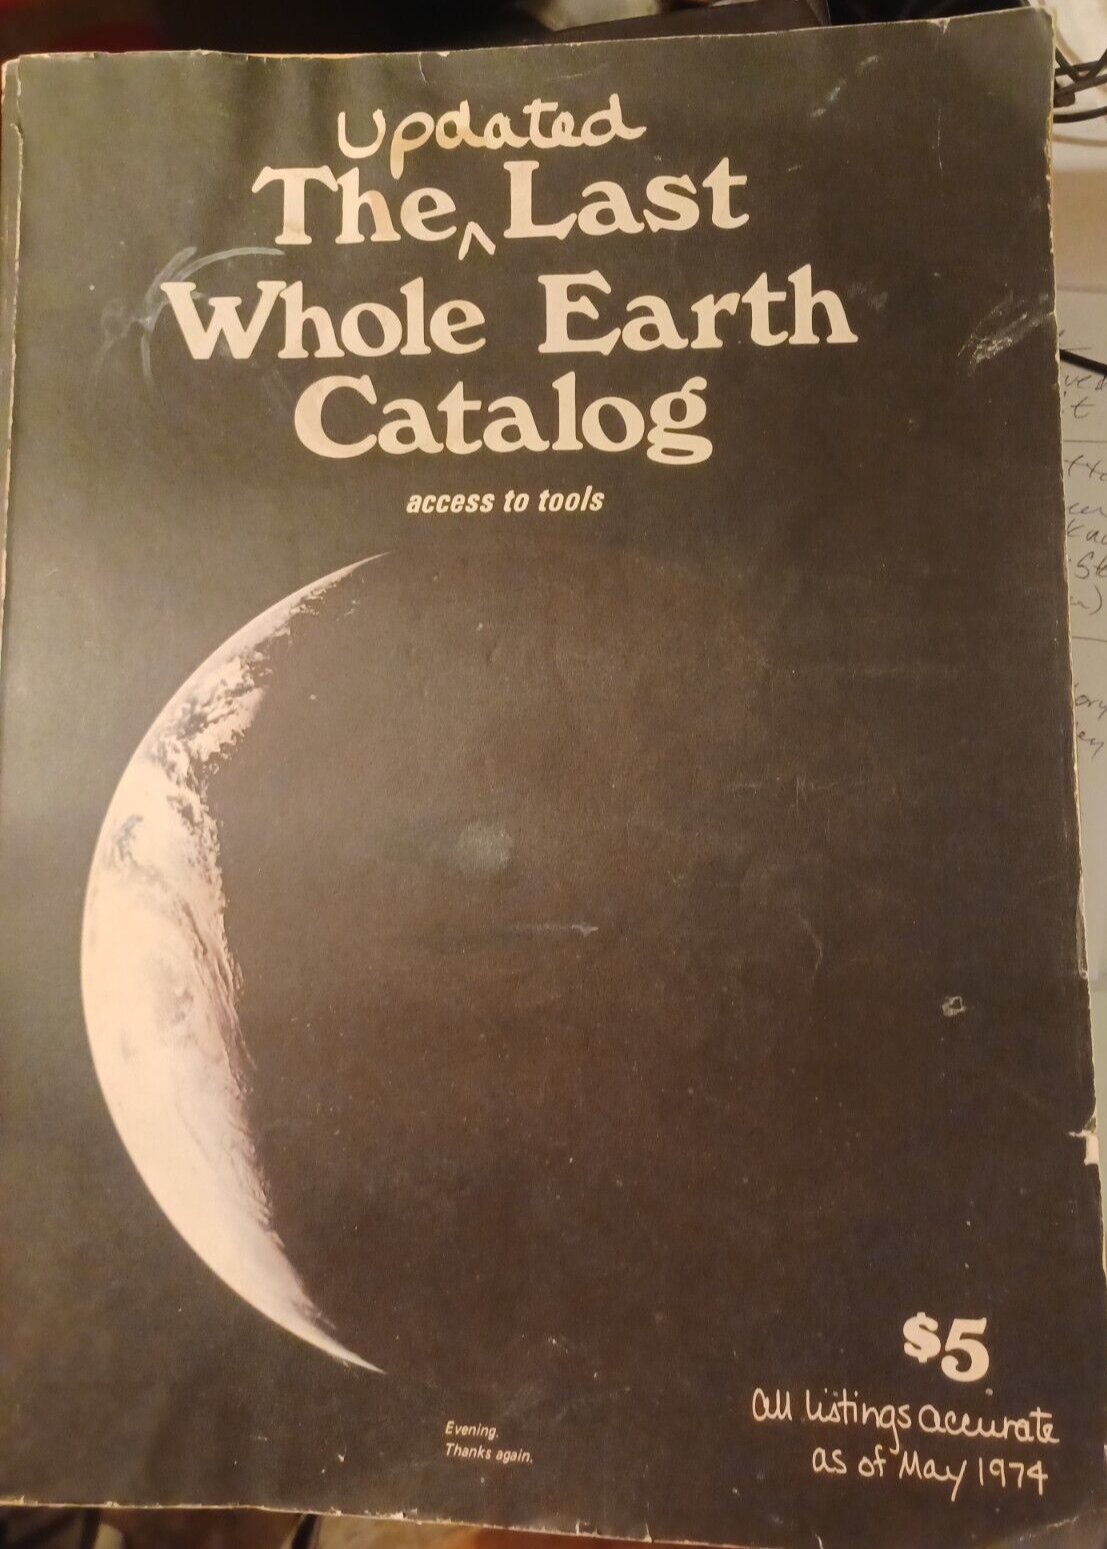 updated
The ^ Last
Whole Earth
Catalog
access to tools
$5
all listings accurate
as of May 1974
Evening.
Thanks again.